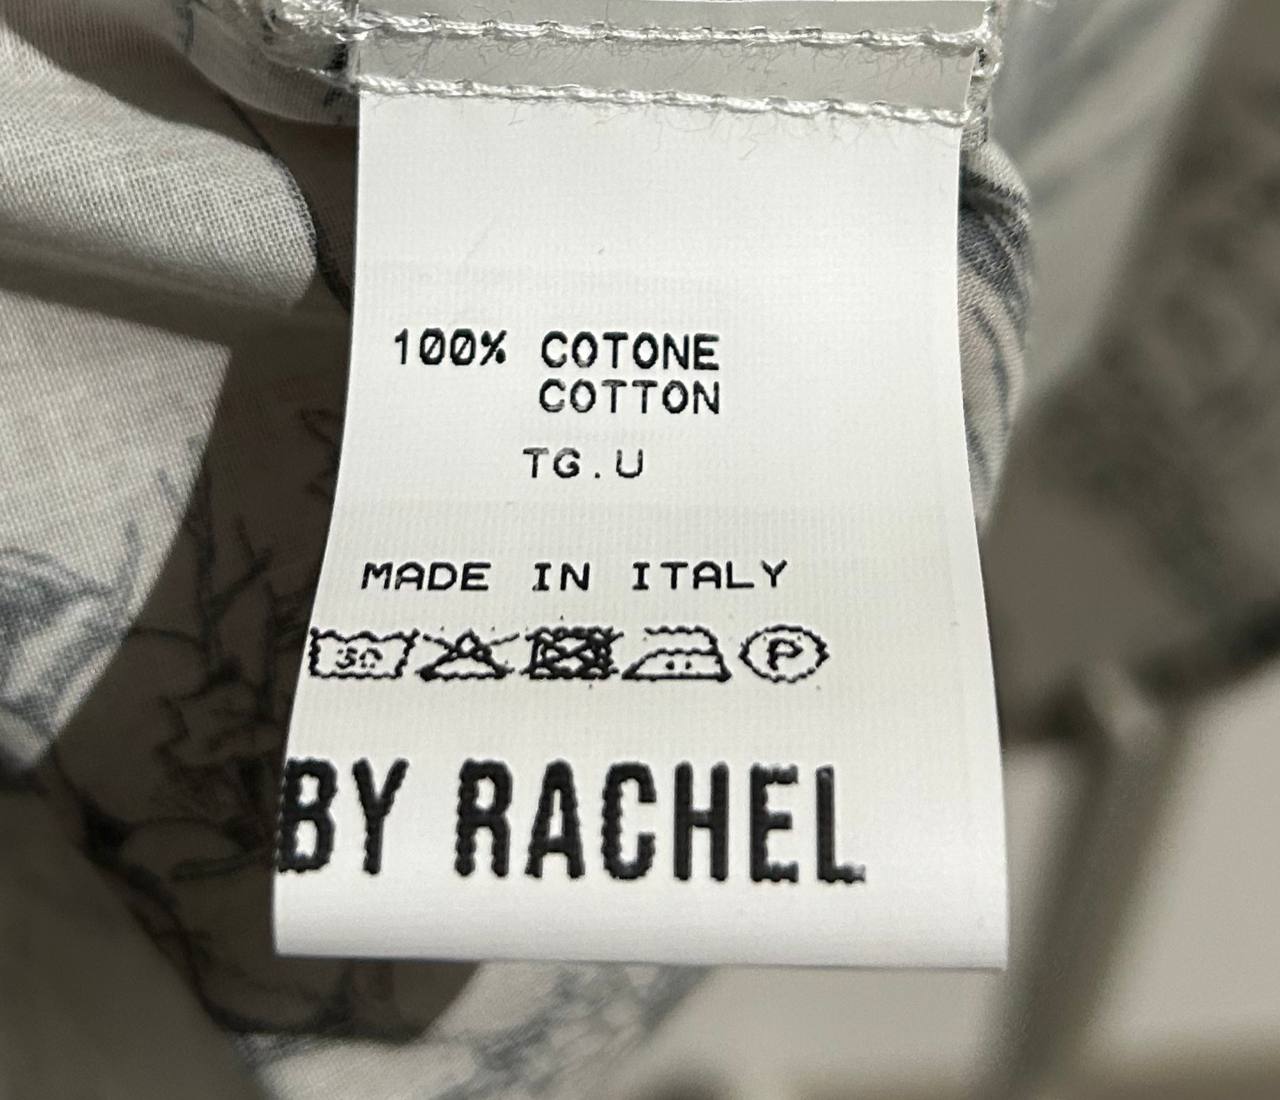 100% COTONE
COTTON
TG.U
MADE IN ITALY
30 P
BY RACHEL